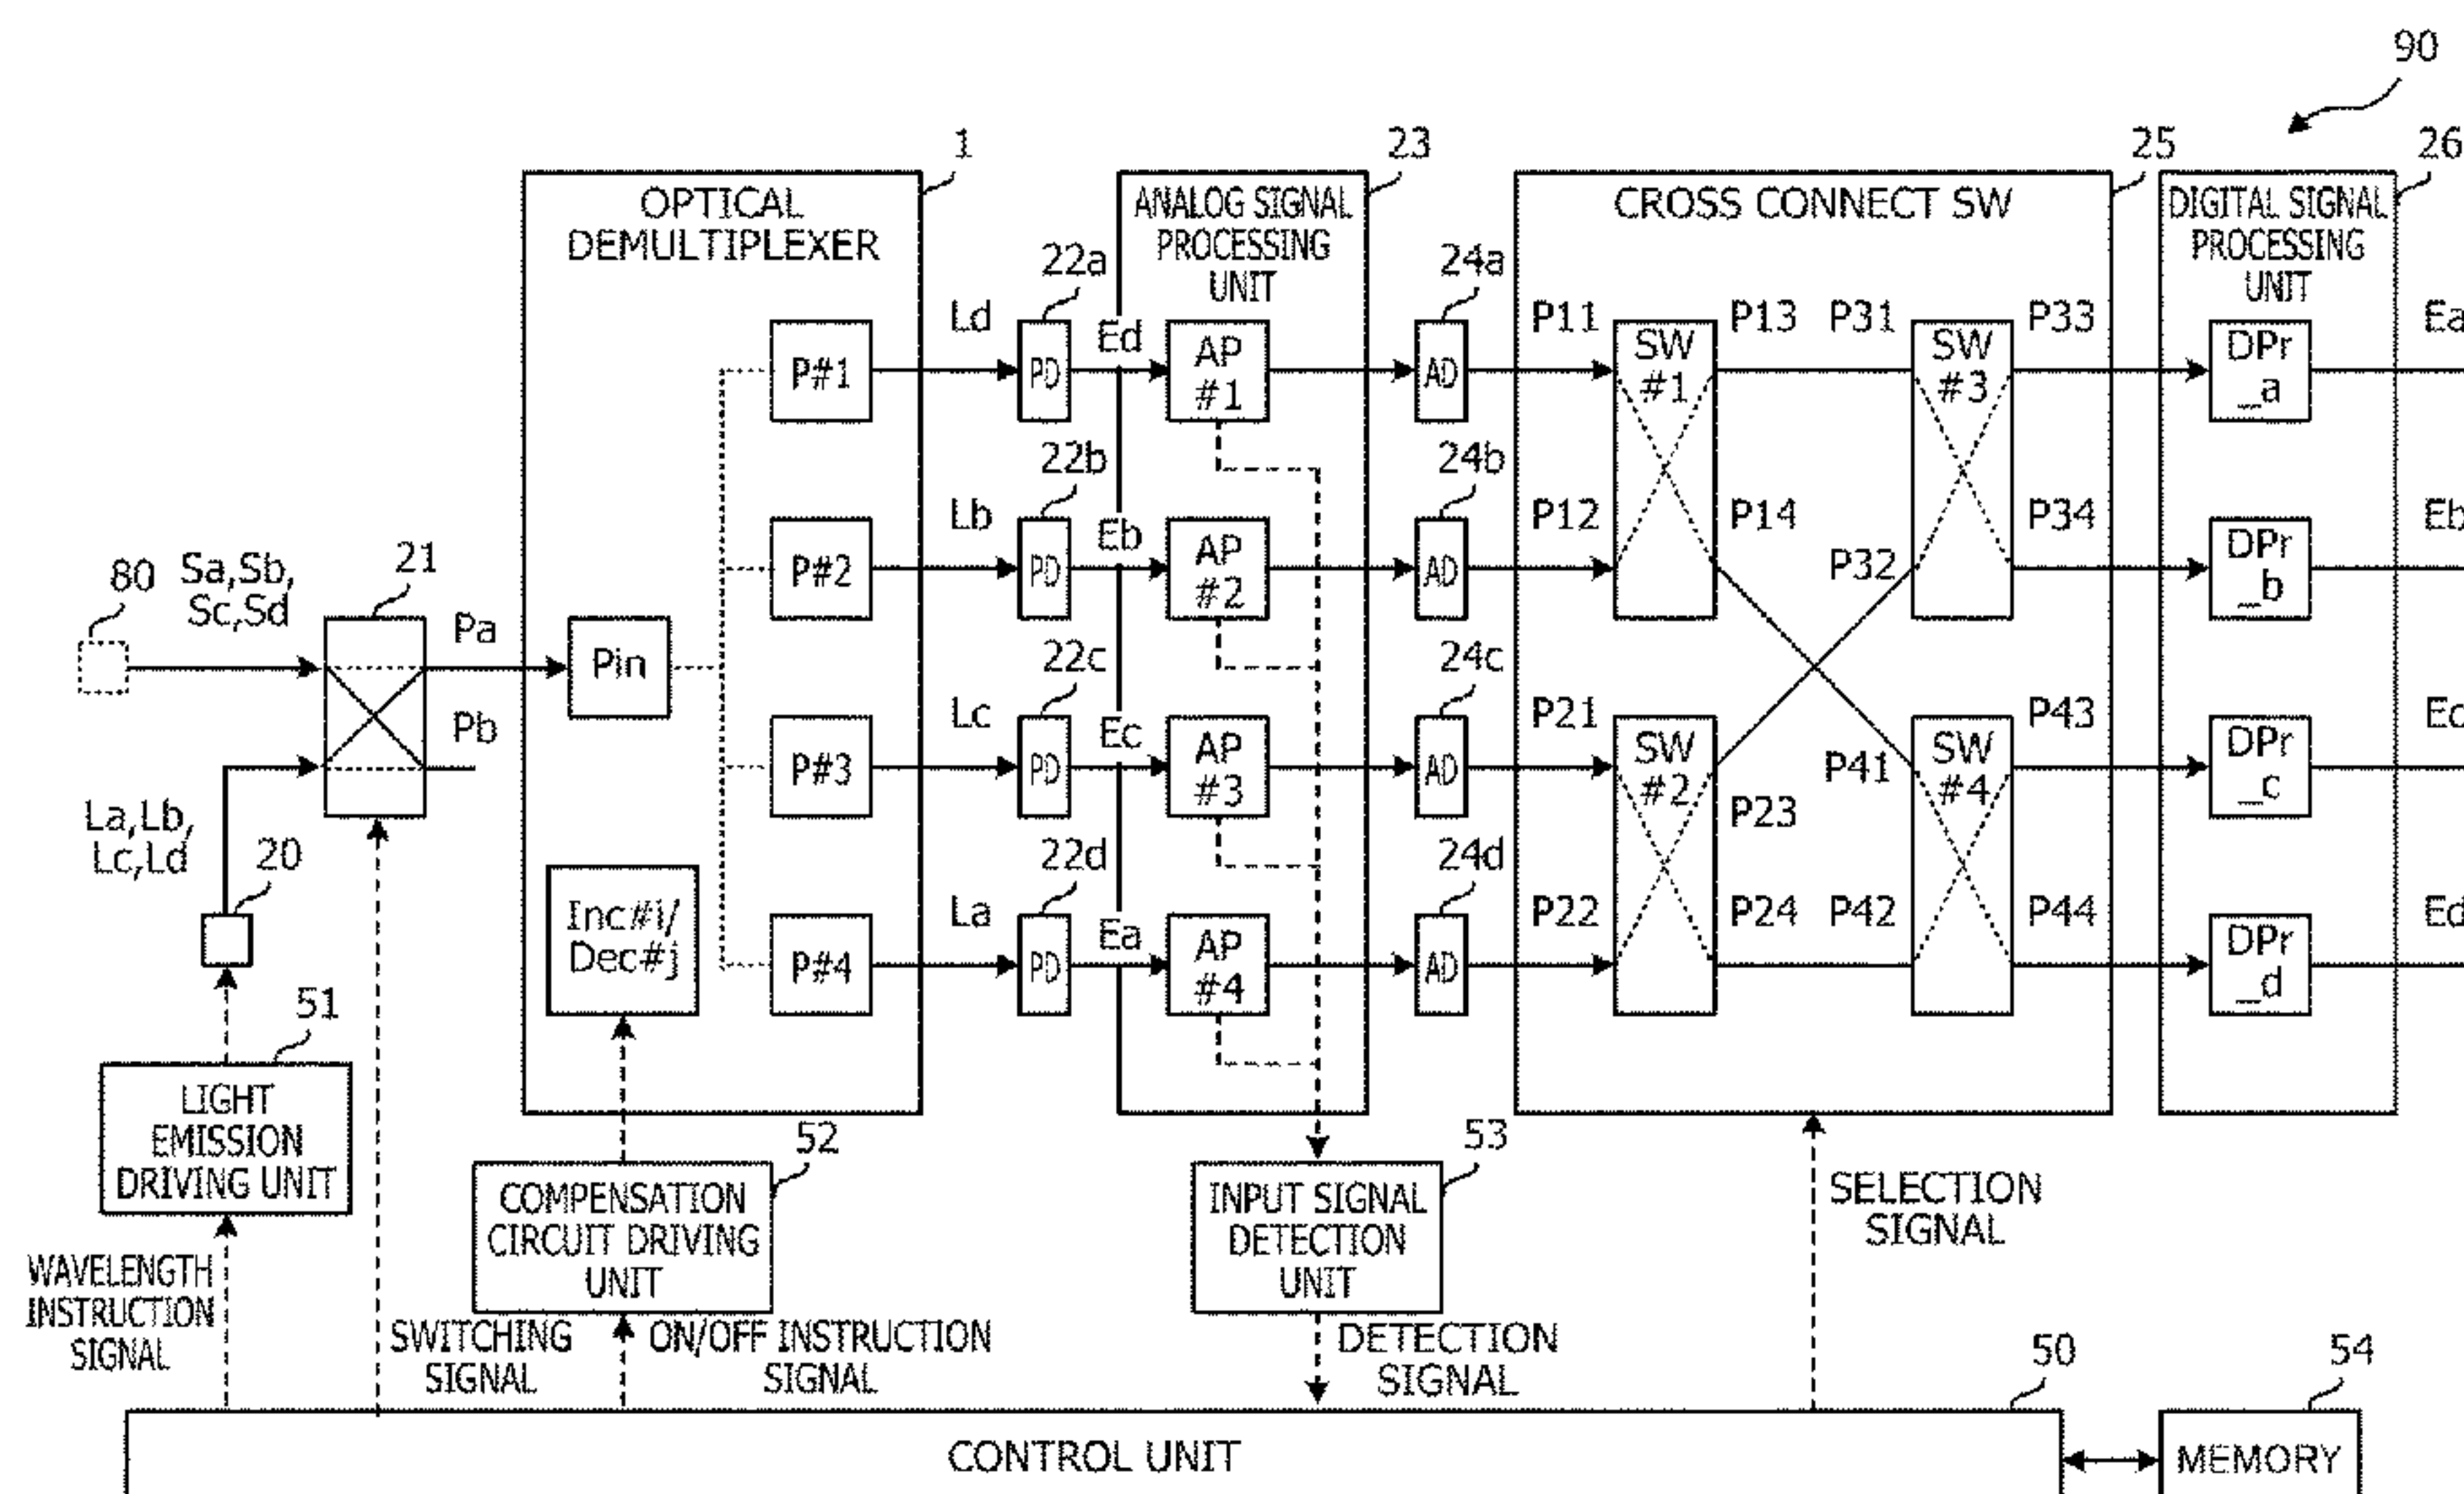 90
1
23
25
26
OPTICAL
DEMULTIPLEXER
ANALOG SIGNAL
PROCESSING
UNIT
CROSS CONNECT SW
DIGITAL SIGNAL
PROCESSING
UNIT
22a
24a
Ld
Ed
P11
P13
P31
P33
Ea
P#1
PD
AP
#1
AD
SW
#1
SW
#3
DPr
_a
22b
24b
Lb
Eb
P12
P14
P32
P34
Eb
P#2
PD
AP
#2
AD
DPr
_b
80
Sa,Sb,
Sc,Sd
21
Pa
Pb
Pin
22c
24c
Lc
Ec
P21
P23
P41
P43
Ec
P#3
PD
AP
#3
AD
SW
#2
SW
#4
DPr
_c
La,Lb,
Lc,Ld
20
Inc#i/
Dec#j
22d
24d
La
Ea
P22
P24
P42
P44
Ed
P#4
PD
AP
#4
AD
DPr
_d
51
LIGHT
EMISSION
DRIVING UNIT
52
COMPENSATION
CIRCUIT DRIVING
UNIT
53
INPUT SIGNAL
DETECTION
UNIT
SELECTION
SIGNAL
WAVELENGTH
INSTRUCTION
SIGNAL
SWITCHING
SIGNAL
ON/OFF INSTRUCTION
SIGNAL
DETECTION
SIGNAL
50
54
CONTROL UNIT
MEMORY